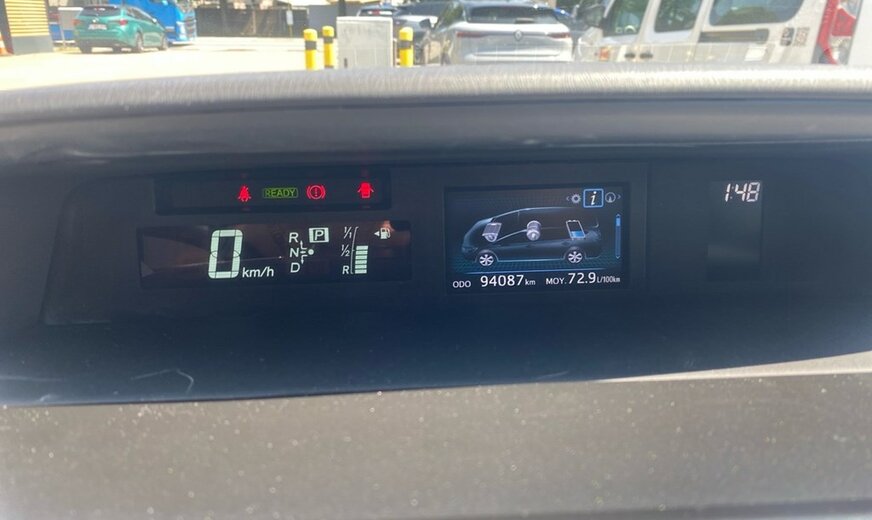 READY
1:48
0 km/h
R P
N
D
1/1
1/2
R
i
ODO 94087 km MOY. 72.9 L/100km